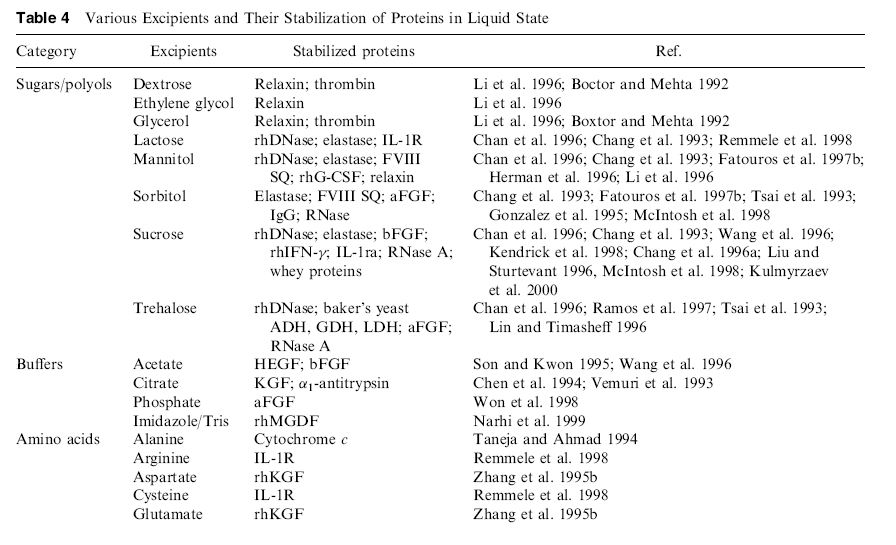 Table 4 Various Excipients and Their Stabilization of Proteins in Liquid State
Category Excipients Stabilized proteins Ref.
Sugars/polyols Dextrose Relaxin; thrombin Li et al. 1996; Boctor and Mehta 1992
Ethylene glycol Relaxin Li et al. 1996
Glycerol Relaxin; thrombin Li et al. 1996; Boxtor and Mehta 1992
Lactose rhDNase; elastase; IL-1R Chan et al. 1996; Chang et al. 1993; Remmele et al. 1998
Mannitol rhDNase; elastase; FVIII Chan et al. 1996; Chang et al. 1993; Fatouros et al. 1997b;
SQ; rhG-CSF; relaxin Herman et al. 1996; Li et al. 1996
Sorbitol Elastase; FVIII SQ; aFGF; Chang et al. 1993; Fatouros et al. 1997b; Tsai et al. 1993;
IgG; RNase Gonzalez et al. 1995; McIntosh et al. 1998
Sucrose rhDNase; elastase; bFGF; Chan et al. 1996; Chang et al. 1993; Wang et al. 1996;
rhIFN-γ; IL-1ra; RNase A; Kendrick et al. 1998; Chang et al. 1996a; Liu and
whey proteins Sturtevant 1996, McIntosh et al. 1998; Kulmyrzaev
et al. 2000
Trehalose rhDNase; baker's yeast Chan et al. 1996; Ramos et al. 1997; Tsai et al. 1993;
ADH, GDH, LDH; aFGF; Lin and Timasheff 1996
RNase A
Buffers Acetate HEGF; bFGF Son and Kwon 1995; Wang et al. 1996
Citrate KGF; α1-antitrypsin Chen et al. 1994; Vemuri et al. 1993
Phosphate aFGF Won et al. 1998
Imidazole/Tris rhMGDF Narhi et al. 1999
Amino acids Alanine Cytochrome c Taneja and Ahmad 1994
Arginine IL-1R Remmele et al. 1998
Aspartate rhKGF Zhang et al. 1995b
Cysteine IL-1R Remmele et al. 1998
Glutamate rhKGF Zhang et al. 1995b